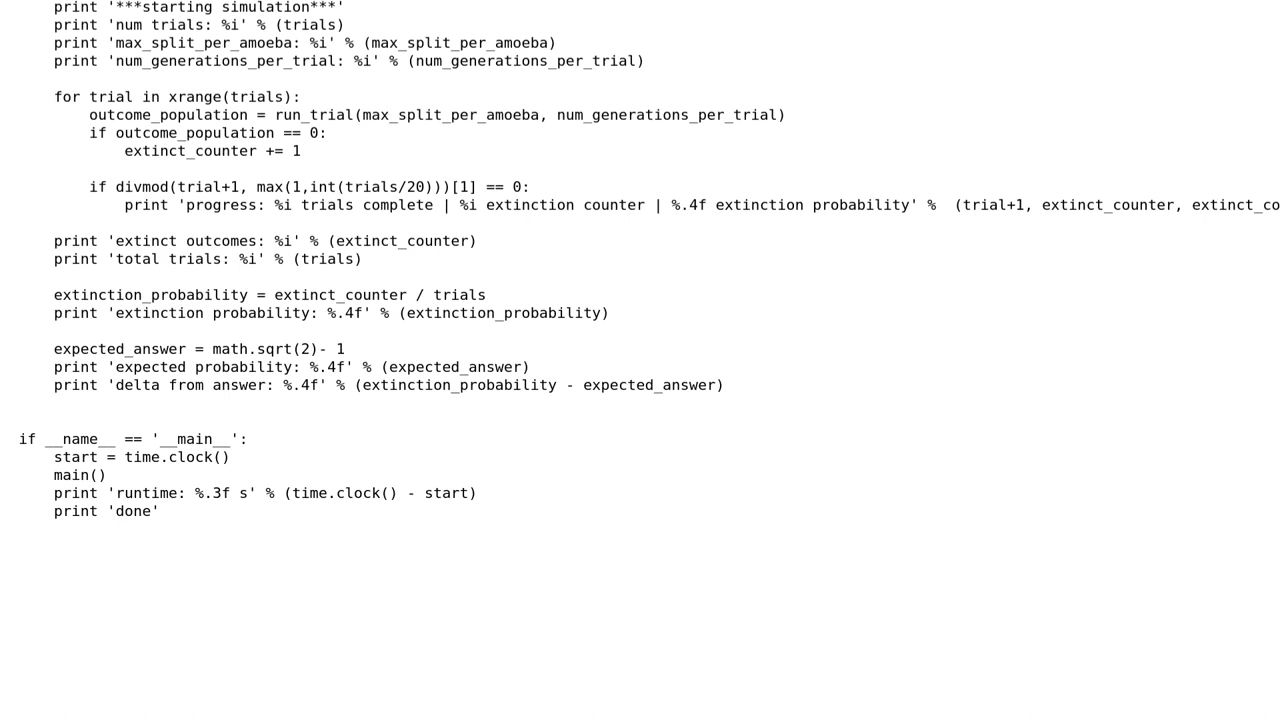 print '***starting simulation***'
print 'num trials: %i' % (trials)
print 'max_split_per_amoeba: %i' % (max_split_per_amoeba)
print 'num_generations_per_trial: %i' % (num_generations_per_trial)
for trial in xrange(trials):
outcome_population = run_trial(max_split_per_amoeba, num_generations_per_trial)
if outcome_population == 0:
extinct_counter += 1
if divmod(trial+1, max(1,int(trials/20)))[1] == 0:
print 'progress: %i trials complete | %i extinction counter | %.4f extinction probability' %  (trial+1, extinct_counter, extinct_co
print 'extinct outcomes: %i' % (extinct_counter)
print 'total trials: %i' % (trials)
extinction_probability = extinct_counter / trials
print 'extinction probability: %.4f' % (extinction_probability)
expected_answer = math.sqrt(2)- 1
print 'expected probability: %.4f' % (expected_answer)
print 'delta from answer: %.4f' % (extinction_probability - expected_answer)
if __name__ == '__main__':
start = time.clock()
main()
print 'runtime: %.3f s' % (time.clock() - start)
print 'done'